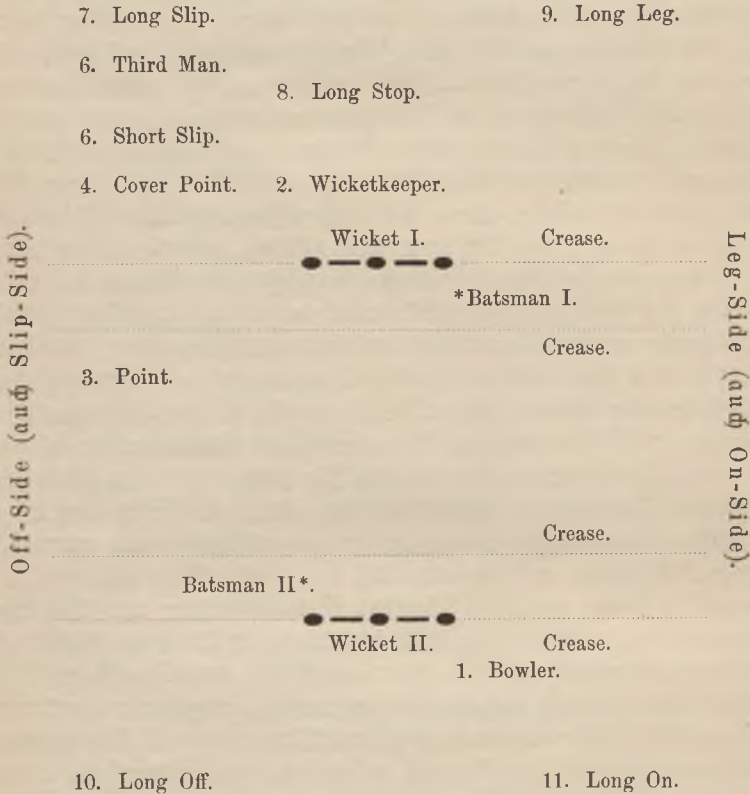 7. Long Slip. 9. Long Leg.
6. Third Man.
8. Long Stop.
6. Short Slip.
4. Cover Point. 2. Wicketkeeper.
Wicket I. Crease.
*Batsman I.
Crease.
3. Point.
Off-Side (auch Slip-Side).
Leg-Side (auch On-Side).
Crease.
Batsman II*.
Wicket II. Crease.
1. Bowler.
10. Long Off. 11. Long On.